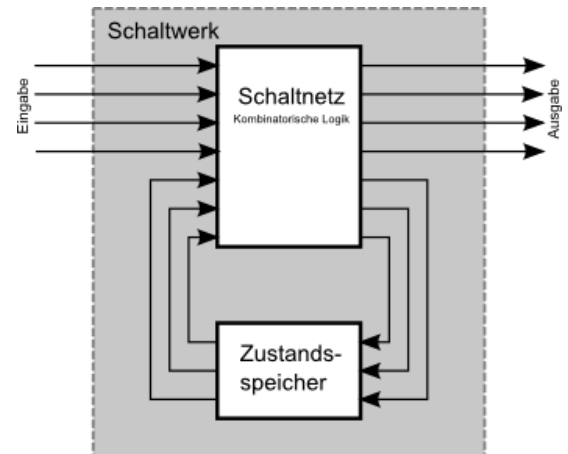 Schaltwerk
Eingabe
Schaltnetz
Kombinatorische Logik
Ausgabe
Zustands-
speicher